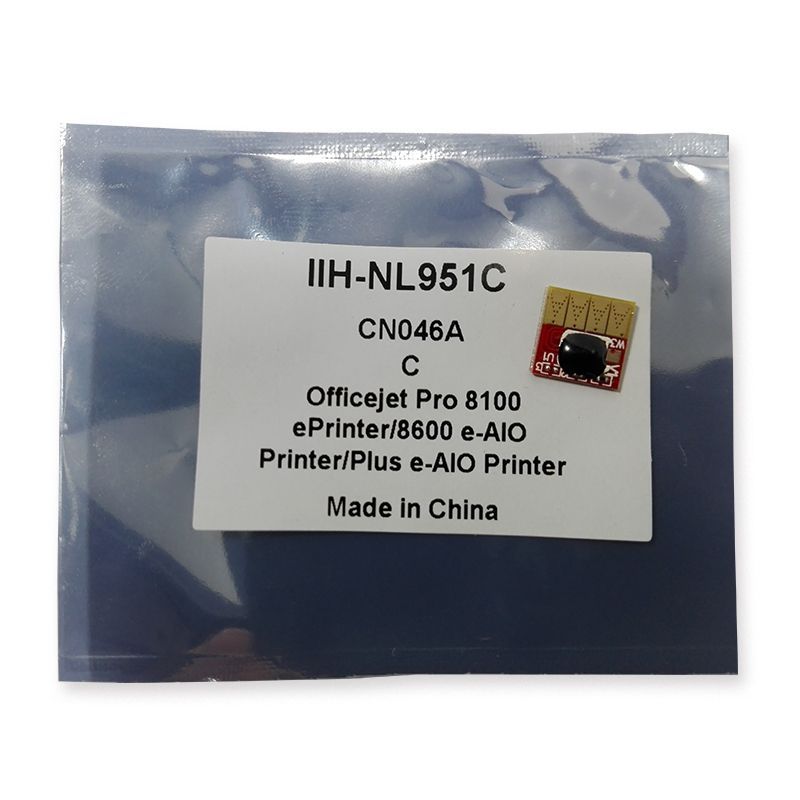 IIH-NL951C
CN046A
C
Officejet Pro 8100
ePrinter/8600 e-AIO
Printer/Plus e-AIO Printer
Made in China